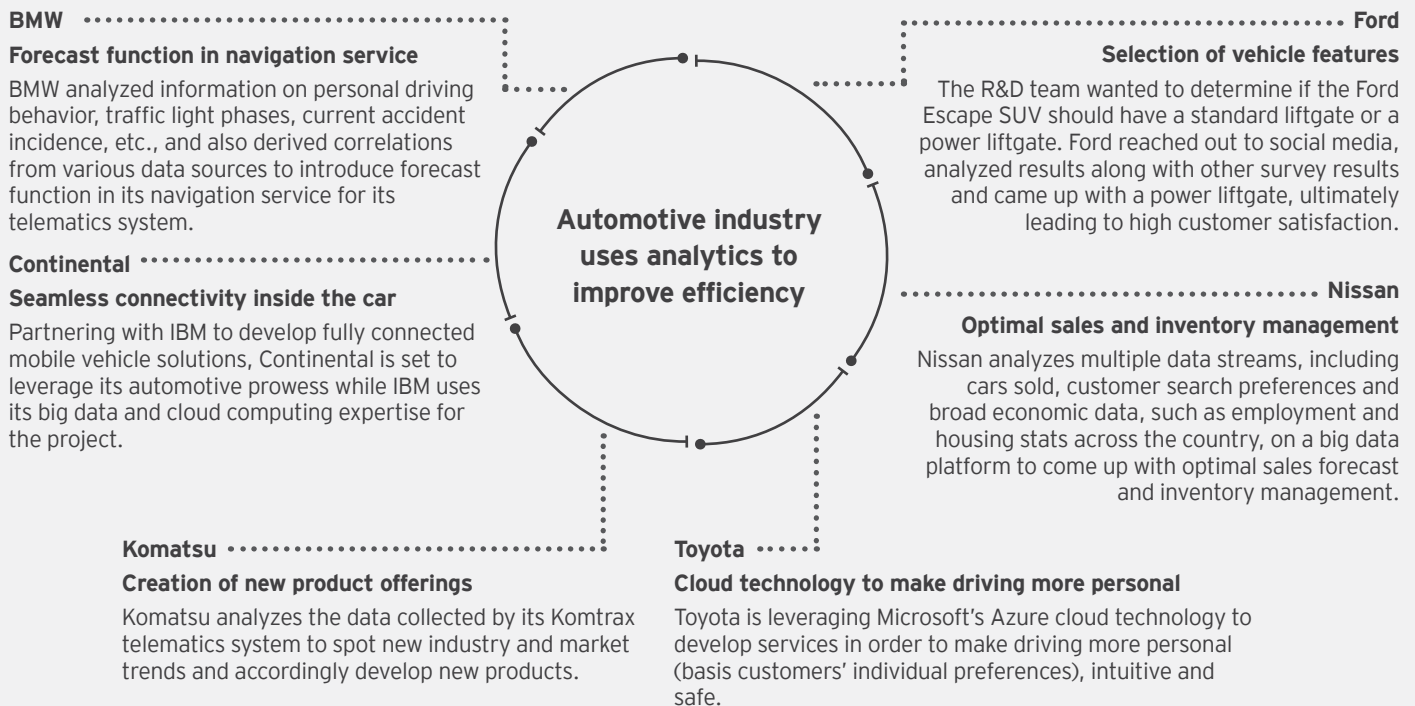 BMW
Forecast function in navigation service
BMW analyzed information on personal driving
behavior, traffic light phases, current accident
incidence, etc., and also derived correlations
from various data sources to introduce forecast
function in its navigation service for its
telematics system.
Continental
Seamless connectivity inside the car
Partnering with IBM to develop fully connected
mobile vehicle solutions, Continental is set to
leverage its automotive prowess while IBM uses
its big data and cloud computing expertise for
the project.
Automotive industry
uses analytics to
improve efficiency
Ford
Selection of vehicle features
The R&D team wanted to determine if the Ford
Escape SUV should have a standard liftgate or a
power liftgate. Ford reached out to social media,
analyzed results along with other survey results
and came up with a power liftgate, ultimately
leading to high customer satisfaction.
Nissan
Optimal sales and inventory management
Nissan analyzes multiple data streams, including
cars sold, customer search preferences and
broad economic data, such as employment and
housing stats across the country, on a big data
platform to come up with optimal sales forecast
and inventory management.
Komatsu
Creation of new product offerings
Komatsu analyzes the data collected by its Komtrax
telematics system to spot new industry and market
trends and accordingly develop new products.
Toyota
Cloud technology to make driving more personal
Toyota is leveraging Microsoft's Azure cloud technology to
develop services in order to make driving more personal
(basis customers' individual preferences), intuitive and
safe.